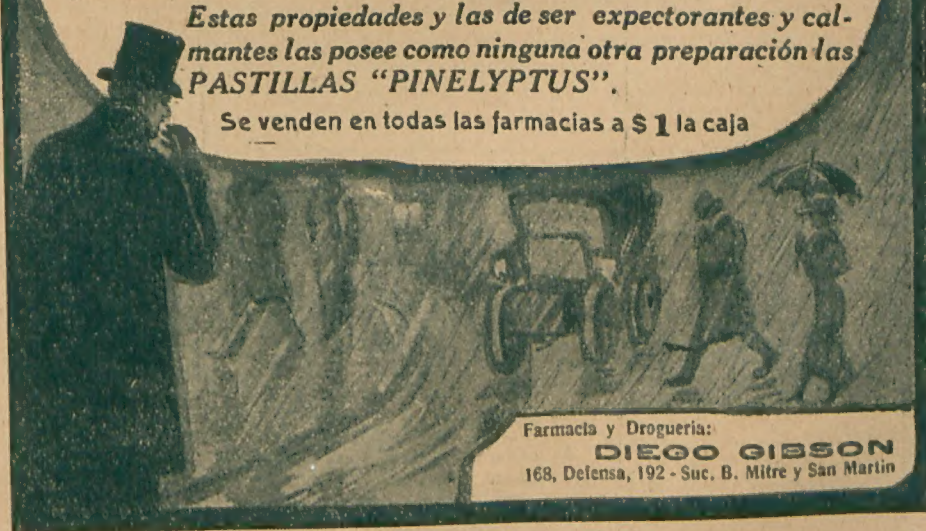 Estas propiedades y las de ser expectorantes y cal-
mantes las posee como ninguna otra preparación las
PASTILLAS "PINELYPTUS".
Se venden en todas las farmacias a $ 1 la caja
Farmacia y Drogueria:
DIEGO GIBSON
168, Defensa, 192 - Suc. B. Mitre y San Martin